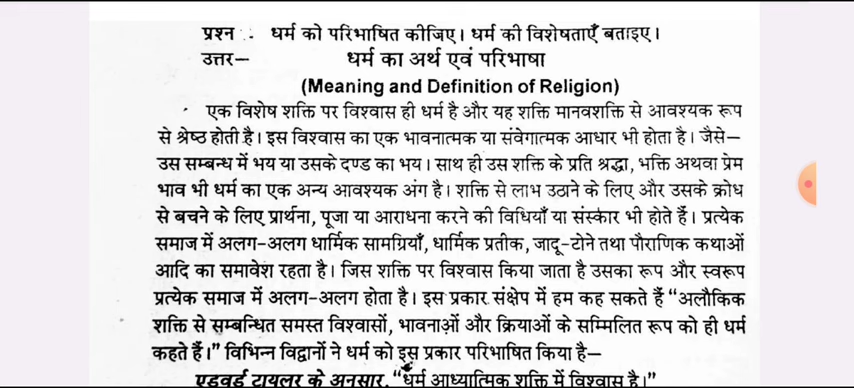 प्रश्न : धर्म को परिभाषित कीजिए। धर्म की विशेषताएँ बताइए।
उत्तर— धर्म का अर्थ एवं परिभाषा
(Meaning and Definition of Religion)
एक विशेष शक्ति पर विश्वास ही धर्म है और यह शक्ति मानवशक्ति से आवश्यक रूप
से श्रेष्ठ होती है। इस विश्वास का एक भावनात्मक या संवेगात्मक आधार भी होता है। जैसे—
उस सम्बन्ध में भय या उसके दण्ड का भय। साथ ही उस शक्ति के प्रति श्रद्धा, भक्ति अथवा प्रेम
भाव भी धर्म का एक अन्य आवश्यक अंग है। शक्ति से लाभ उठाने के लिए और उसके क्रोध
से बचने के लिए प्रार्थना, पूजा या आराधना करने की विधियाँ या संस्कार भी होते हैं। प्रत्येक
समाज में अलग-अलग धार्मिक सामग्रियाँ, धार्मिक प्रतीक, जादू-टोने तथा पौराणिक कथाओं
आदि का समावेश रहता है। जिस शक्ति पर विश्वास किया जाता है उसका रूप और स्वरूप
प्रत्येक समाज में अलग-अलग होता है। इस प्रकार संक्षेप में हम कह सकते हैं “अलौकिक
शक्ति से सम्बन्धित समस्त विश्वासों, भावनाओं और क्रियाओं के सम्मिलित रूप को ही धर्म
कहते हैं।” विभिन्न विद्वानों ने धर्म को इस प्रकार परिभाषित किया है—
एडवर्ड टायलर के अनुसार, “धर्म आध्यात्मिक शक्ति में विश्वास है।”